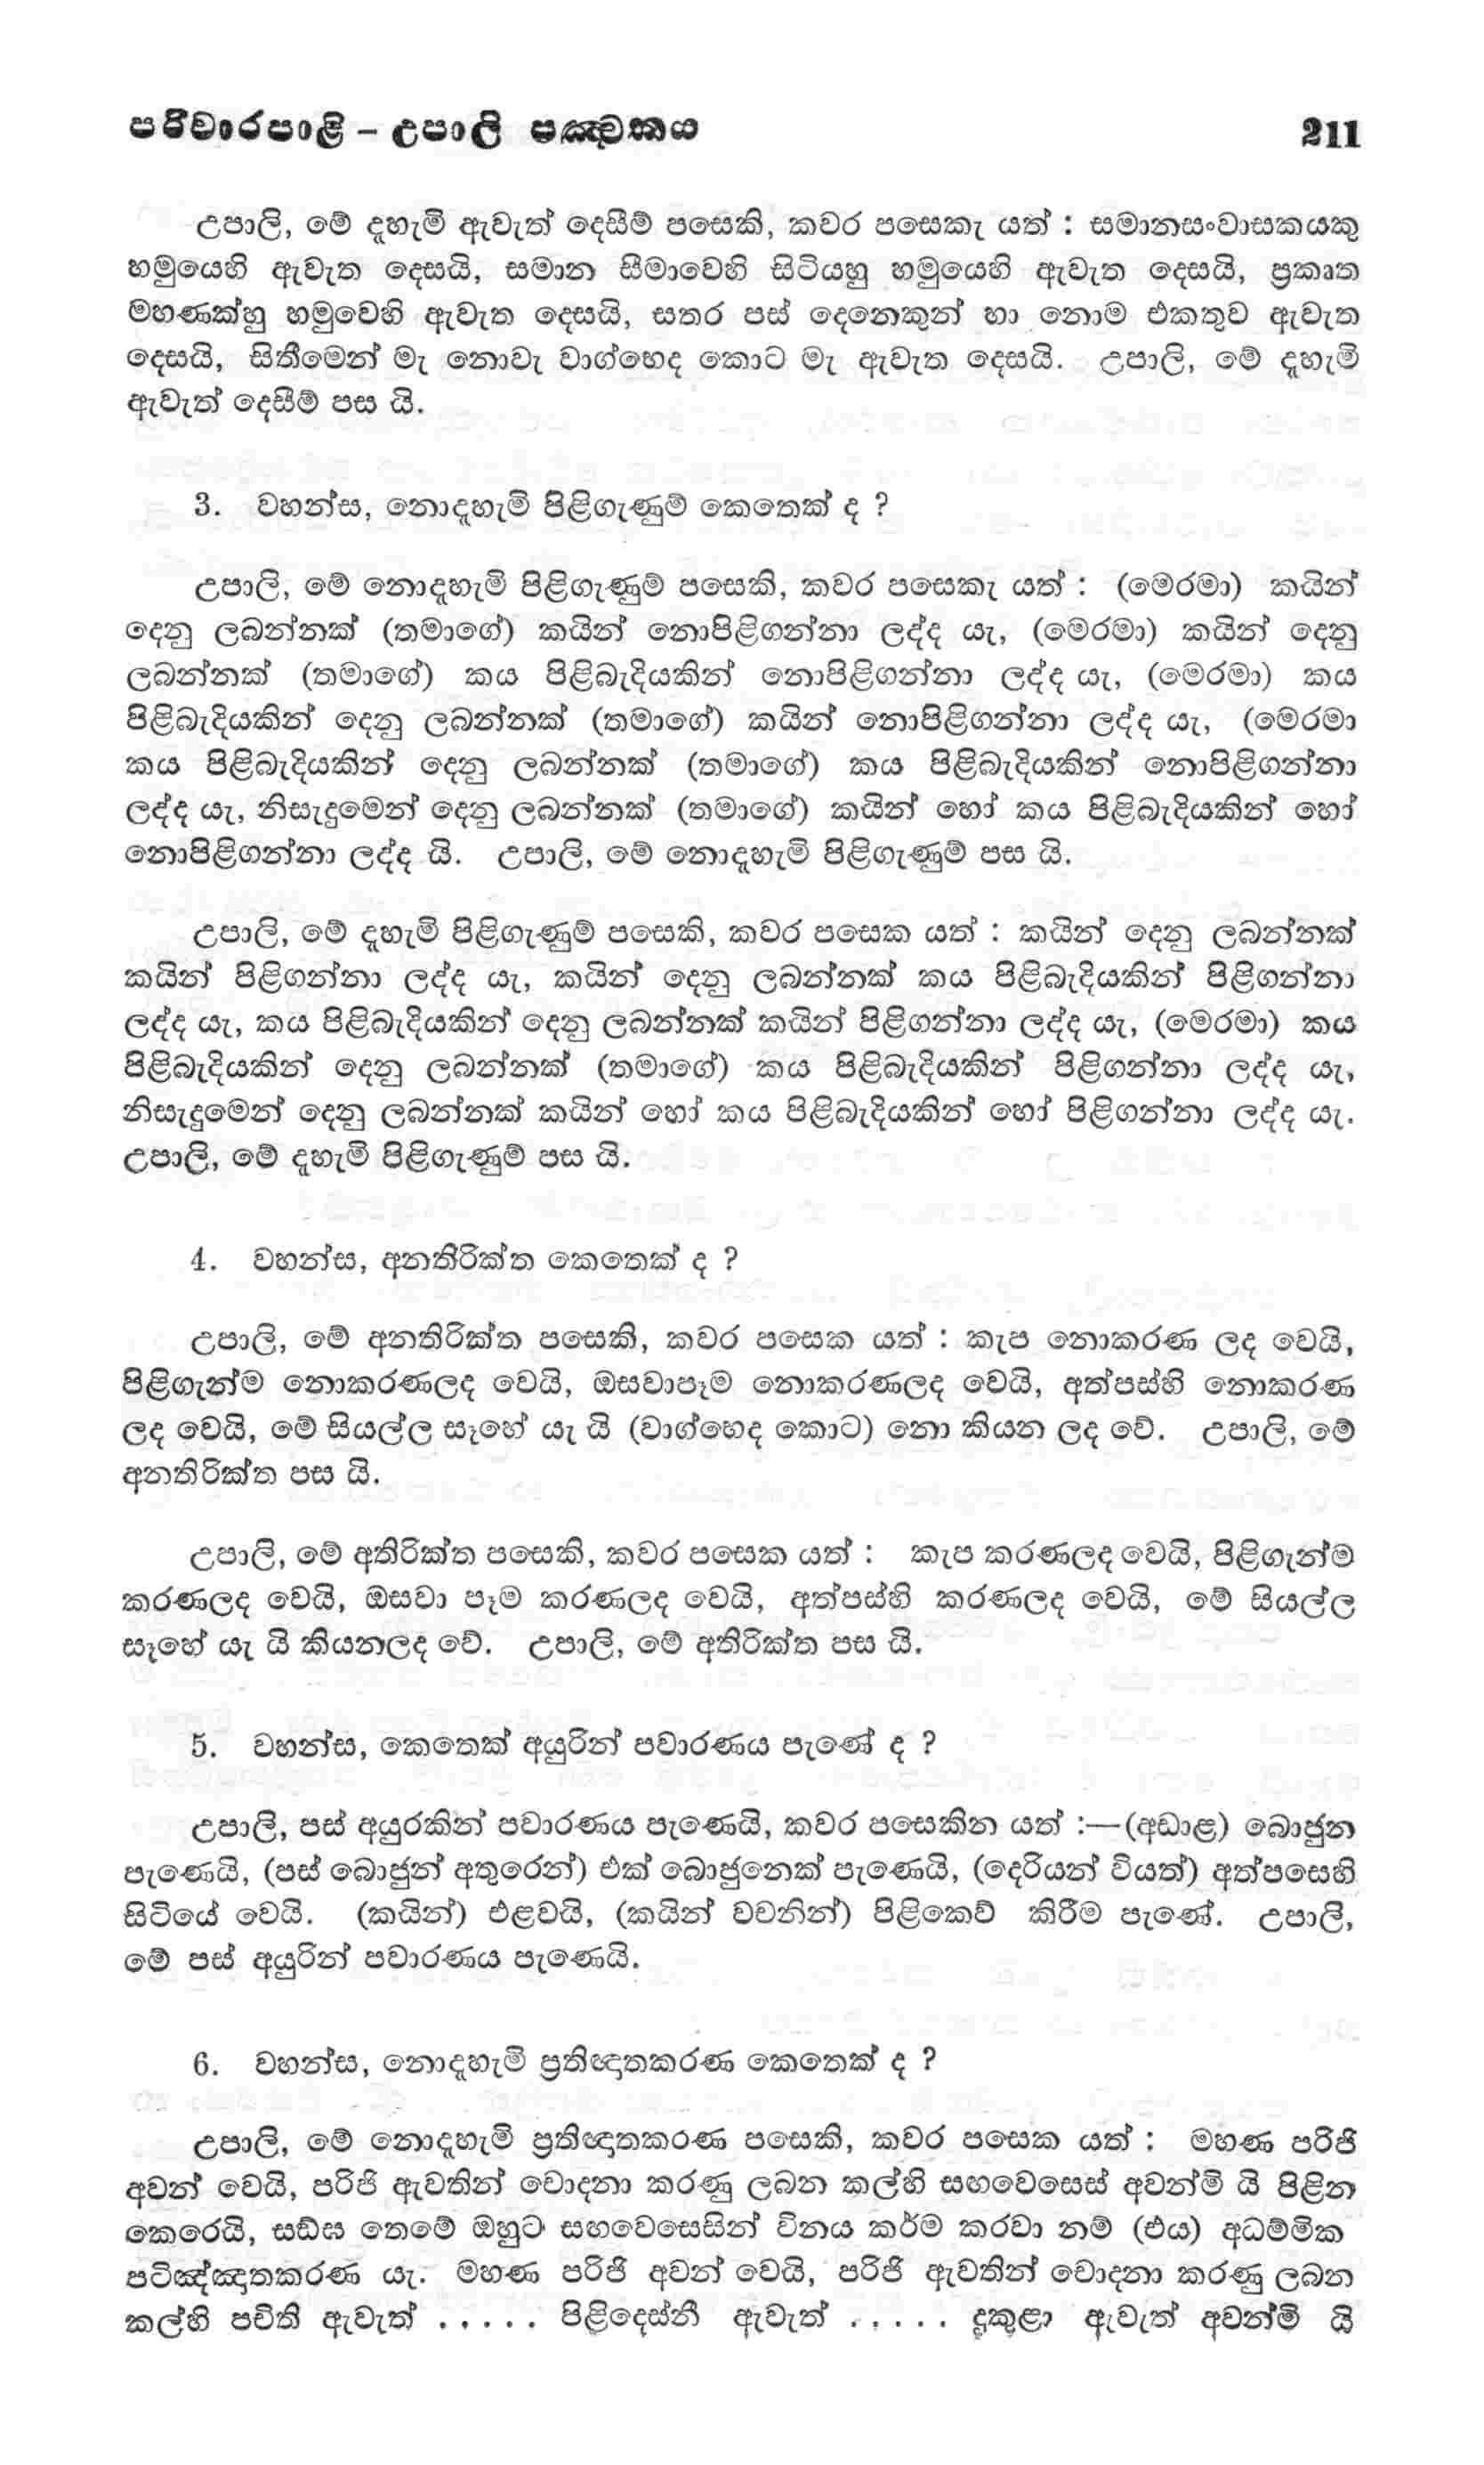 පරිවාරපාළි – උපාලි පඤ්චකය 211
උපාලි, මේ දැහැමි ඇවැත් දෙසීම් පසෙකි, කවර පසෙකැ යත් : සමානසංවාසකයකු
හමුයෙහි ඇවැත දෙසයි, සමාන සීමාවෙහි සිටියහු හමුයෙහි ඇවැත දෙසයි, ප්‍රකෘත
මහණක්හු හමුවෙහි ඇවැත දෙසයි, සතර පස් දෙනෙකුන් හා නොම එකතුව ඇවැත
දෙසයි, සිතීමෙන් මැ නොවැ වාග්භෙද කොට මැ ඇවැත දෙසයි. උපාලි, මේ දැහැමි
ඇවැත් දෙසීම් පස යි.
3. වහන්ස, නොදැහැමි පිළිගැණුම් කෙතෙක් ද ?
උපාලි, මේ නොදැහැමි පිළිගැණුම් පසෙකි, කවර පසෙකැ යත් : (මෙරමා) කයින්
දෙනු ලබන්නක් (තමාගේ) කයින් නොපිළිගන්නා ලද්ද යැ, (මෙරමා) කයින් දෙනු
ලබන්නක් (තමාගේ) කය පිළිබැදියකින් නොපිළිගන්නා ලද්ද යැ, (මෙරමා) කය
පිළිබැදියකින් දෙනු ලබන්නක් (තමාගේ) කයින් නොපිළිගන්නා ලද්ද යැ, (මෙරමා
කය පිළිබැදියකින් දෙනු ලබන්නක් (තමාගේ) කය පිළිබැදියකින් නොපිළිගන්නා
ලද්ද යැ, නිසැදුමෙන් දෙනු ලබන්නක් (තමාගේ) කයින් හෝ කය පිළිබැදියකින් හෝ
නොපිළිගන්නා ලද්ද යි. උපාලි, මේ නොදැහැමි පිළිගැණුම් පස යි.
උපාලි, මේ දැහැමි පිළිගැණුම් පසෙකි, කවර පසෙක යත් : කයින් දෙනු ලබන්නක්
කයින් පිළිගන්නා ලද්ද යැ, කයින් දෙනු ලබන්නක් කය පිළිබැදියකින් පිළිගන්නා
ලද්ද යැ, කය පිළිබැදියකින් දෙනු ලබන්නක් කයින් පිළිගන්නා ලද්ද යැ, (මෙරමා) කය
පිළිබැදියකින් දෙනු ලබන්නක් (තමාගේ) කය පිළිබැදියකින් පිළිගන්නා ලද්ද යැ,
නිසැදුමෙන් දෙනු ලබන්නක් කයින් හෝ කය පිළිබැදියකින් හෝ පිළිගන්නා ලද්ද යැ.
උපාලි, මේ දැහැමි පිළිගැණුම් පස යි.
4. වහන්ස, අනතිරික්ත කෙතෙක් ද ?
උපාලි, මේ අනතිරික්ත පසෙකි, කවර පසෙක යත් : කැප නොකරණ ලද වෙයි,
පිළිගැන්ම නොකරණලද වෙයි, ඔසවාපෑම නොකරණලද වෙයි, අත්පස්හි නොකරණ
ලද වෙයි, මේ සියල්ල සෑහේ යැ යි (වාග්භෙද කොට) නො කියන ලද වේ. උපාලි, මේ
අනතිරික්ත පස යි.
උපාලි, මේ අතිරික්ත පසෙකි, කවර පසෙක යත් : කැප කරණලද වෙයි, පිළිගැන්ම
කරණලද වෙයි, ඔසවා පෑම කරණලද වෙයි, අත්පස්හි කරණලද වෙයි, මේ සියල්ල
සෑහේ යැ යි කියනලද වේ. උපාලි, මේ අතිරික්ත පස යි.
5. වහන්ස, කෙතෙක් අයුරින් පවාරණය පැණේ ද ?
උපාලි, පස් අයුරකින් පවාරණය පැණෙයි, කවර පසෙකින යත් :—(අඩාළ) බොජුන
පැණෙයි, (පස් බොජුන් අතුරෙන්) එක් බොජුනෙක් පැණෙයි, (දෙරියන් වියත්) අත්පසෙහි
සිටියේ වෙයි. (කයින්) එළවයි, (කයින් වචනින්) පිළිකෙව් කිරීම පැණේ. උපාලි,
මේ පස් අයුරින් පවාරණය පැණෙයි.
6. වහන්ස, නොදැහැමි ප්‍රතිඥාතකරණ කෙතෙක් ද ?
උපාලි, මේ නොදැහැමි ප්‍රතිඥාතකරණ පසෙකි, කවර පසෙක යත් : මහණ පරිජි
අවන් වෙයි, පරිජි ඇවතින් චොදනා කරණු ලබන කල්හි සඟවෙසෙස් අවන්මි යි පිළින
කෙරෙයි, සඞ්ඝ තෙමේ ඔහුට සඟවෙසෙසින් විනය කර්ම කරවා නම් (එය) අධම්මික
පටිඤ්ඤාතකරණ යැ. මහණ පරිජි අවන් වෙයි, පරිජි ඇවතින් චොදනා කරණු ලබන
කල්හි පචිති ඇවැත් . . . . . පිළිදෙස්නී ඇවැත් . . . . . දුකුළා ඇවැත් අවන්මි යි